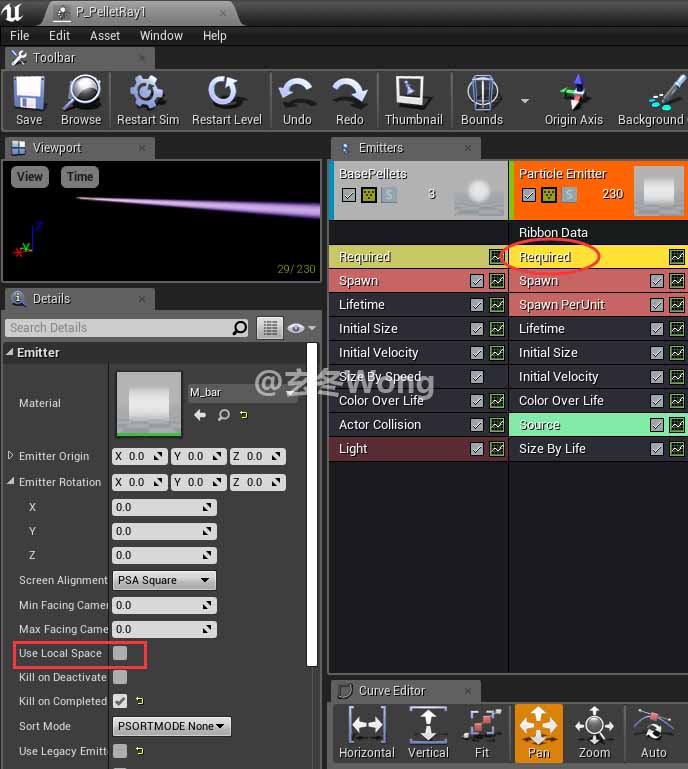 P_PelletRay1
File Edit Asset Window Help
Toolbar
Save Browse Restart Sim Restart Level Undo Redo Thumbnail Bounds Origin Axis Background
Viewport
View Time
Z
Y
X
29/230
Emitters
BasePellets
S 3
Particle Emitter
S 230
Ribbon Data
Required Required
Spawn Spawn
Lifetime Spawn PerUnit
Initial Size Lifetime
Initial Velocity Initial Size
Size By Speed Initial Velocity
Color Over Life Color Over Life
Actor Collision Source
Light Size By Life
@玄冬Wong
Details
Search Details
Emitter
Material M_bar
Emitter Origin X 0.0 Y 0.0 Z 0.0
Emitter Rotation X 0.0 Y 0.0 Z 0.0
X 0.0
Y 0.0
Z 0.0
Screen Alignment PSA Square
Min Facing Camer 0.0
Max Facing Came 0.0
Use Local Space
Kill on Deactivate
Kill on Completed
Sort Mode PSORTMODE None
Use Legacy Emitt
Curve Editor
Horizontal Vertical Fit Pan Zoom Auto